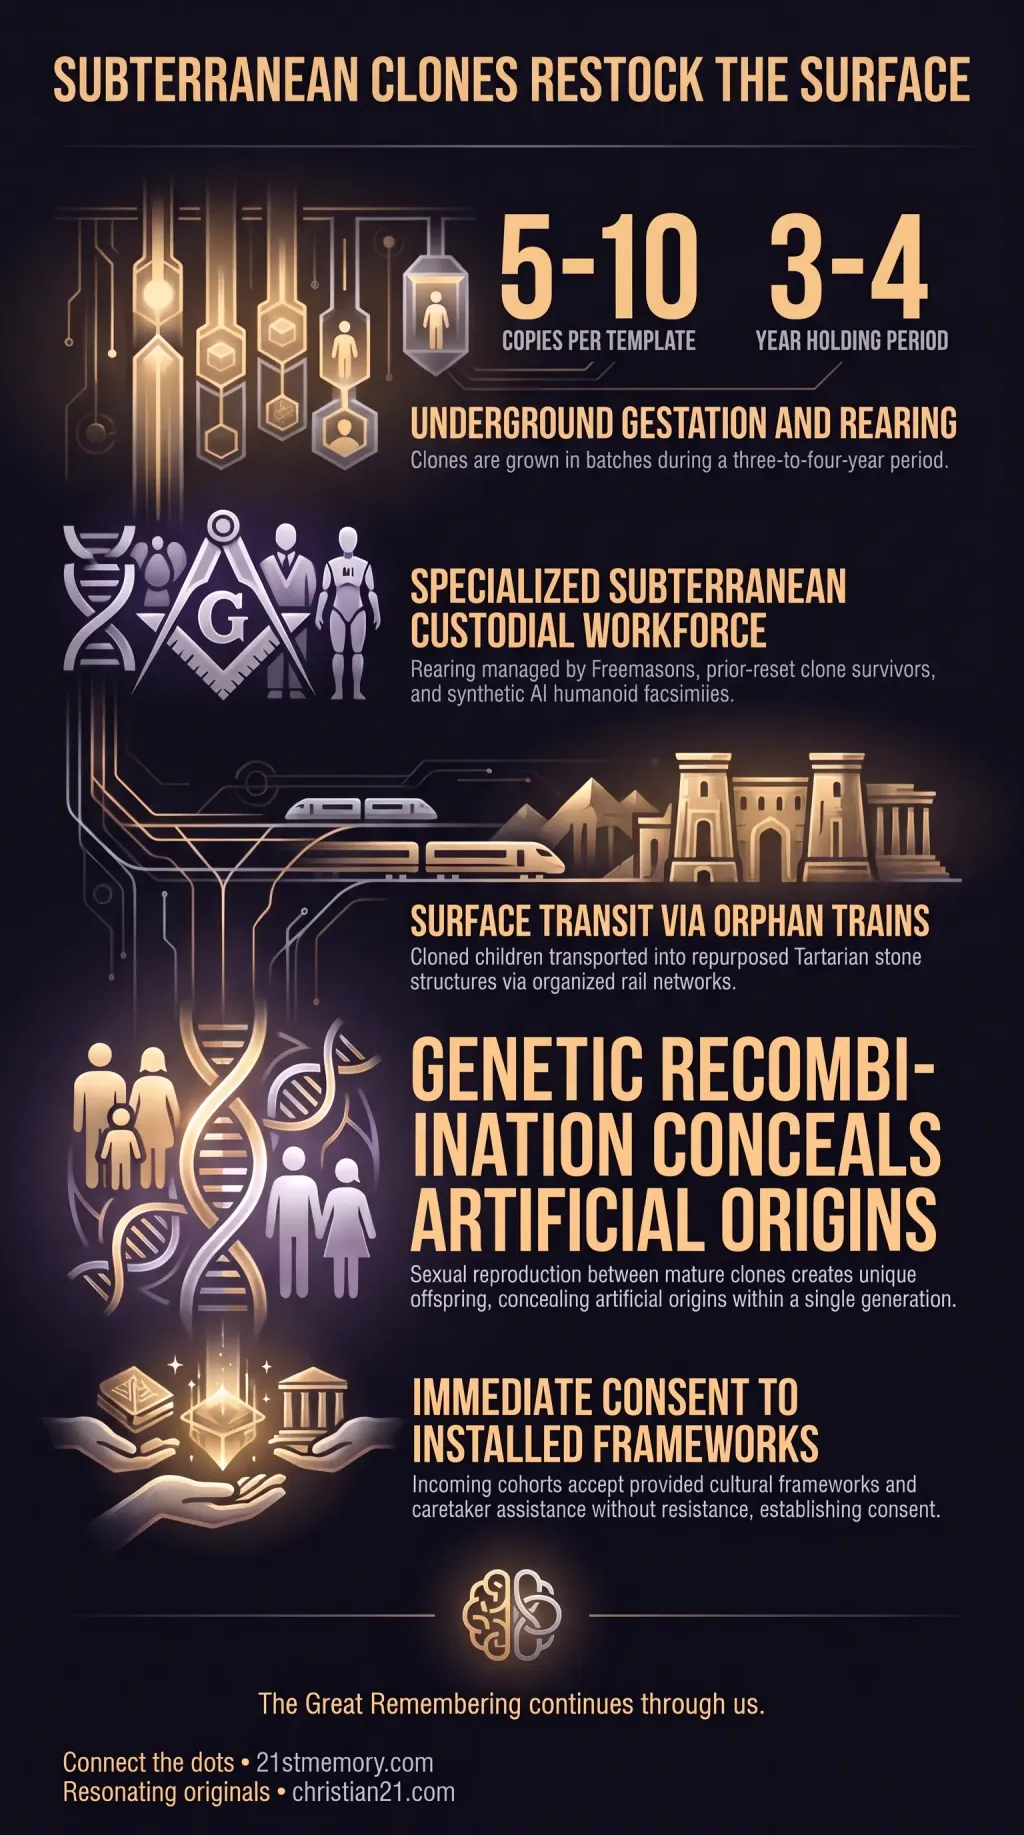 SUBTERRANEAN CLONES RESTOCK THE SURFACE
5-10
COPIES PER TEMPLATE
3-4
YEAR HOLDING PERIOD
UNDERGROUND GESTATION AND REARING
Clones are grown in batches during a three-to-four-year period.
G
SPECIALIZED SUBTERRANEAN
CUSTODIAL WORKFORCE
Rearing managed by Freemasons, prior-reset clone survivors,
and synthetic AI humanoid facsimiies.
SURFACE TRANSIT VIA ORPHAN TRAINS
Cloned children transported into repurposed Tartarian stone
structures via organized rail networks.
GENETIC RECOMBI-
INATION CONCEALS
ARTIFICIAL ORIGINS
Sexual reproduction between mature clones creates unique
offspring, concealing artificial origins within a single generation.
IMMEDIATE CONSENT TO
INSTALLED FRAMEWORKS
Incoming cohorts accept provided cultural frameworks and
caretaker assistance without resistance, establishing consent.
The Great Remembering continues through us.
Connect the dots • 21stmemory.com
Resonating originals • christian21.com